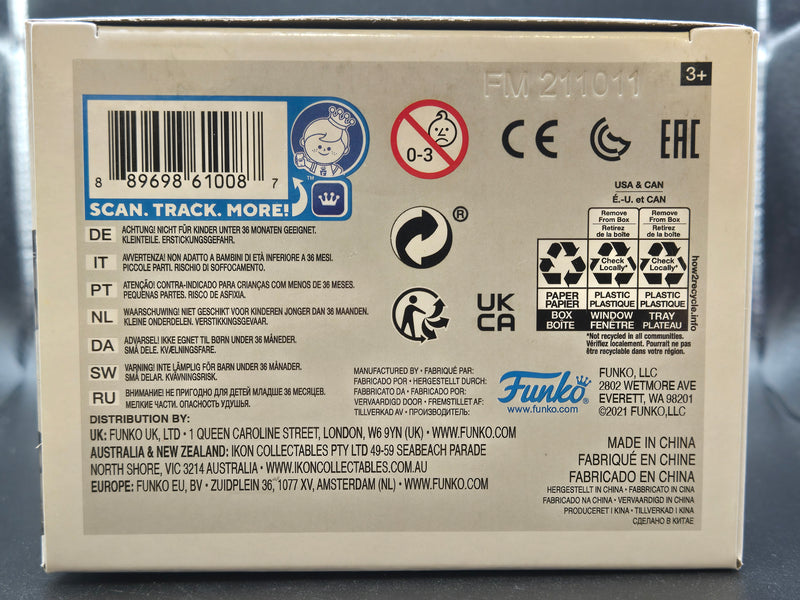 FM 211011
3+
8 89698 61008 7
™
SCAN. TRACK. MORE!
0-3
CE
EAC
®
UK
CA
USA & CAN
É.-U. et CAN
Remove From Box
Retirez de la boîte
Remove From Box
Retirez de la boîte
Check Locally*
Check Locally*
PAPER
PAPIER
PLASTIC
PLASTIQUE
PLASTIC
PLASTIQUE
BOX
BOÎTE
WINDOW
FENÊTRE
TRAY
PLATEAU
how2recycle.info
*Not recycled in all communities.
Vérifiez localement. Pourrait ne pas
être recyclable dans votre région.
DE ACHTUNG! NICHT FÜR KINDER UNTER 36 MONATEN GEEIGNET.
KLEINTEILE. ERSTICKUNGSGEFAHR.
IT AVVERTENZA! NON ADATTO A BAMBINI DI ETÀ INFERIORE A 36 MESI.
PICCOLE PARTI. RISCHIO DI SOFFOCAMENTO.
PT ATENÇÃO! CONTRA-INDICADO PARA CRIANÇAS COM MENOS DE 36 MESES.
PEQUENAS PARTES. RISCO DE ASFIXIA.
NL WAARSCHUWING! NIET GESCHIKT VOOR KINDEREN JONGER DAN 36 MAANDEN.
KLEINE ONDERDELEN. VERSTIKKINGSGEVAAR.
DA ADVARSEL! IKKE EGNET TIL BØRN UNDER 36 MÅNEDER.
SMÅ DELE. KVÆLNINGSFARE.
SW VARNING! INTE LÄMPLIG FÖR BARN UNDER 36 MÅNADER.
SMÅ DELAR. KVÄVNINGSRISK.
RU ВНИМАНИЕ! НЕ ПРИГОДНО ДЛЯ ДЕТЕЙ МЛАДШЕ 36 МЕСЯЦЕВ.
МЕЛКИЕ ЧАСТИ. ОПАСНОСТЬ УДУШЬЯ.
MANUFACTURED BY • FABRIQUÉ PAR:
FABRICADO POR • HERGESTELLT DURCH:
FABBRICATO DA • FABRICADO POR:
VERVAARDIGD DOOR • FREMSTILLET AF:
TILLVERKAD AV • ПРОИЗВОДИТЕЛЬ:
Funko®
www.funko.com
FUNKO, LLC
2802 WETMORE AVE
EVERETT, WA 98201
©2021 FUNKO,LLC
DISTRIBUTION BY:
UK: FUNKO UK, LTD • 1 QUEEN CAROLINE STREET, LONDON, W6 9YN (UK) • WWW.FUNKO.COM
AUSTRALIA & NEW ZEALAND: IKON COLLECTABLES PTY LTD 49-59 SEABEACH PARADE
NORTH SHORE, VIC 3214 AUSTRALIA • WWW.IKONCOLLECTABLES.COM.AU
EUROPE: FUNKO EU, BV • ZUIDPLEIN 36, 1077 XV, AMSTERDAM (NL) • WWW.FUNKO.COM
MADE IN CHINA
FABRIQUÉ EN CHINE
FABRICADO EN CHINA
HERGESTELLT IN CHINA • FABBRICATO IN CINA
FABRICADO NA CHINA • VERVAARDIGD IN CHINA
PRODUCERET I KINA • TILLVERKAD I KINA
СДЕЛАНО В КИТАЕ